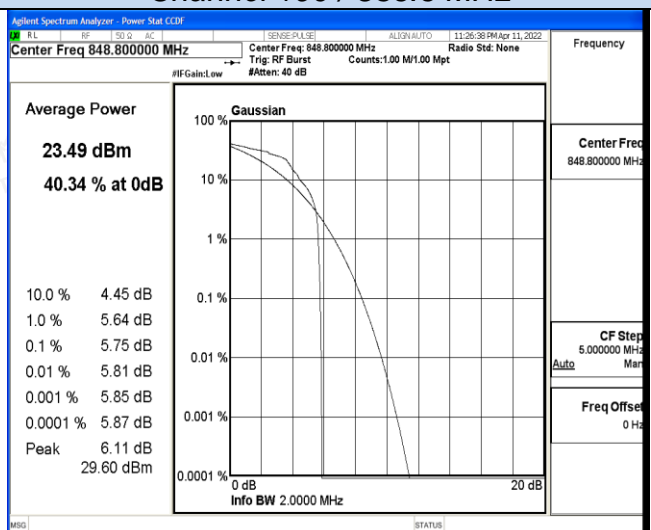 Agilent Spectrum Analyzer - Power Stat CCDF
RL RF 50 Ω AC SENSE:PULSE ALIGN AUTO 11:26:38 PM Apr 11, 2022
Center Freq 848.800000 MHz
Center Freq: 848.800000 MHz Radio Std: None
Trig: RF Burst Counts:1.00 M/1.00 Mpt
#IFGain:Low #Atten: 40 dB
Frequency
Average Power
23.49 dBm
40.34 % at 0dB
10.0 % 4.45 dB
1.0 % 5.64 dB
0.1 % 5.75 dB
0.01 % 5.81 dB
0.001 % 5.85 dB
0.0001 % 5.87 dB
Peak 6.11 dB
29.60 dBm
Gaussian
100 %
10 %
1 %
0.1 %
0.01 %
0.001 %
0.0001 %
0 dB 20 dB
Info BW 2.0000 MHz
Center Freq
848.800000 MHz
CF Step
5.000000 MHz
Auto Man
Freq Offset
0 Hz
MSG STATUS